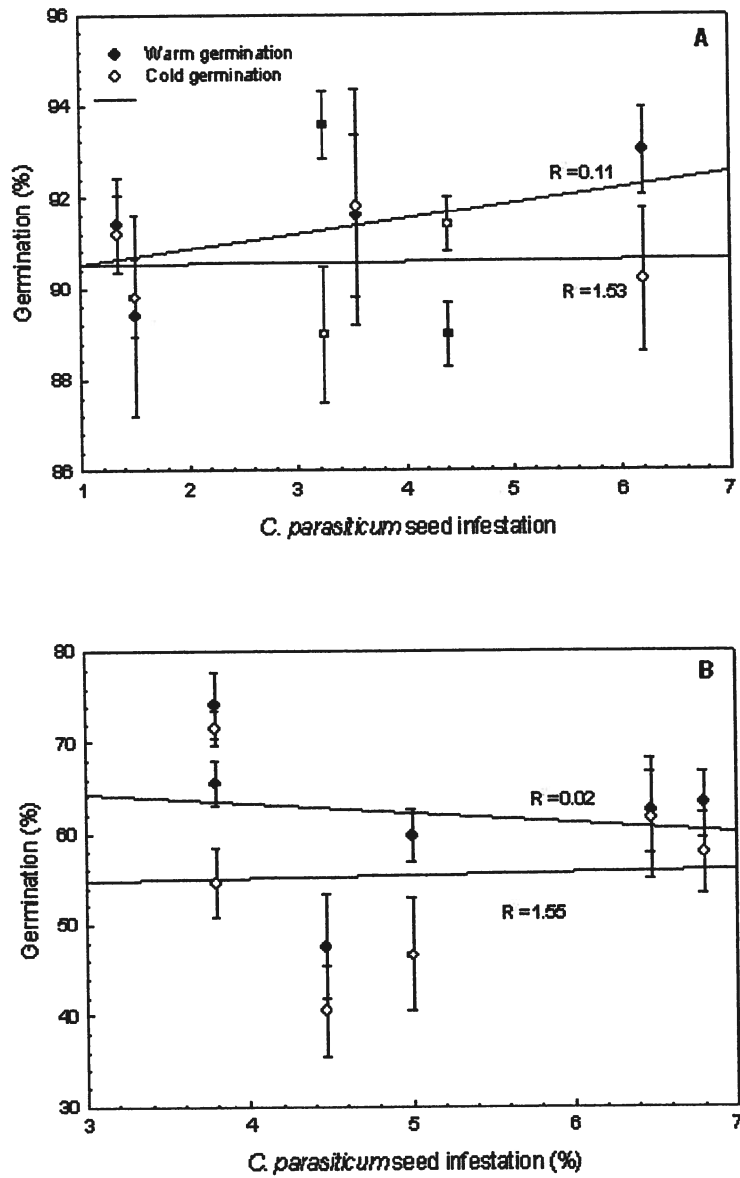 96
A
Warm germination
Cold germination
94
R=0.11
92
Germination (%)
90
R=1.53
88
86
1 2 3 4 5 6 7
C. parasiticum seed infestation
80
B
70
R=0.02
60
Germination (%)
50
R=1.55
40
30
3 4 5 6 7
C. parasiticum seed infestation (%)